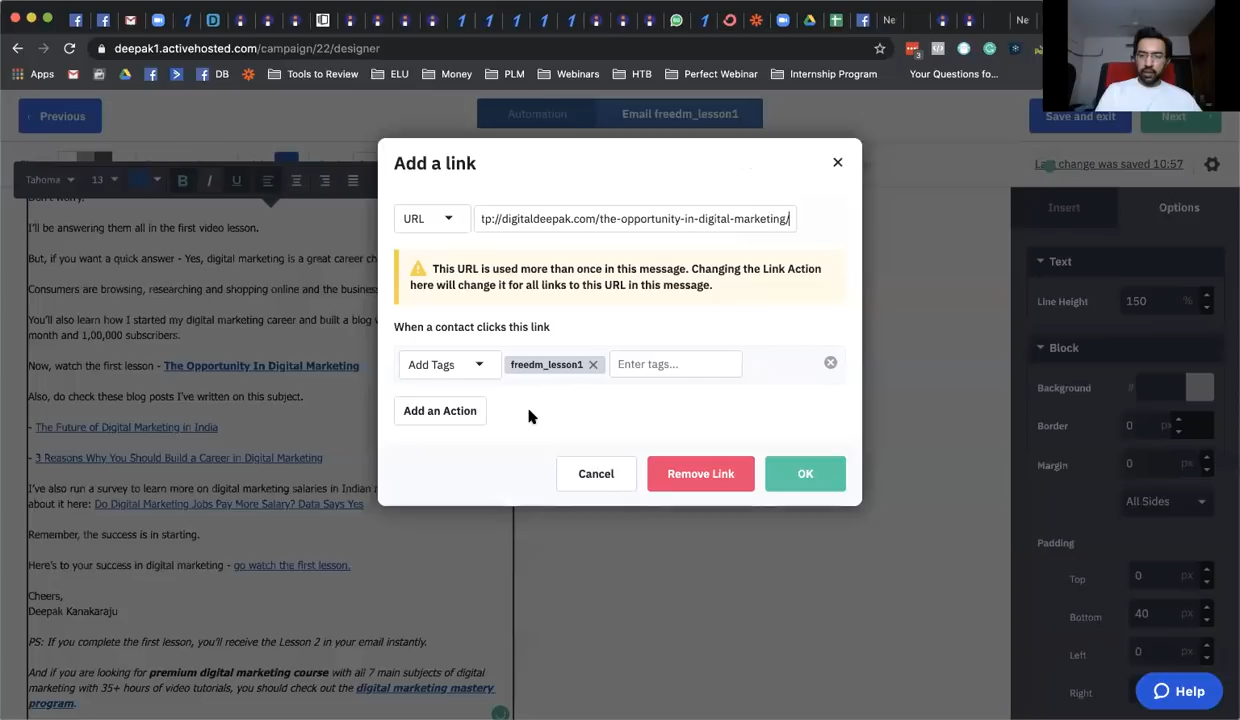 Ne
Ne
deepak1.activehosted.com/campaign/22/designer
3
Apps
DB
Tools to Review
ELU
Money
PLM
Webinars
HTB
Perfect Webinar
Internship Program
Your Questions fo...
Previous
Automation
Email freedm_lesson1
Save and exit
Next
Last change was saved 10:57
Tahoma
13
B
I
U
Don't worry!
I'll be answering them all in the first video lesson.
But, if you want a quick answer - Yes, digital marketing is a great career ch
Consumers are browsing, researching and shopping online and the business
You'll also learn how I started my digital marketing career and built a blog w
month and 1,00,000 subscribers.
Now, watch the first lesson - The Opportunity In Digital Marketing
Also, do check these blog posts I've written on this subject.
- The Future of Digital Marketing in India
- 3 Reasons Why You Should Build a Career in Digital Marketing
I've also run a survey to learn more on digital marketing salaries in Indian
about it here: Do Digital Marketing Jobs Pay More Salary? Data Says Yes
Remember, the success is in starting.
Here's to your success in digital marketing - go watch the first lesson.
Cheers,
Deepak Kanakaraju
PS: If you complete the first lesson, you'll receive the Lesson 2 in your email instantly.
And if you are looking for premium digital marketing course with all 7 main subjects of digital
marketing with 35+ hours of video tutorials, you should check out the digital marketing mastery
program.
Add a link
URL
tp://digitaldeepak.com/the-opportunity-in-digital-marketing/
This URL is used more than once in this message. Changing the Link Action
here will change it for all links to this URL in this message.
When a contact clicks this link
Add Tags
freedm_lesson1
Enter tags...
Add an Action
Cancel
Remove Link
OK
Insert
Options
Text
Line Height
150
%
Block
Background
#
Border
0
px
Margin
0
px
All Sides
Padding
Top
0
px
Bottom
40
px
Left
0
px
Right
px
Help